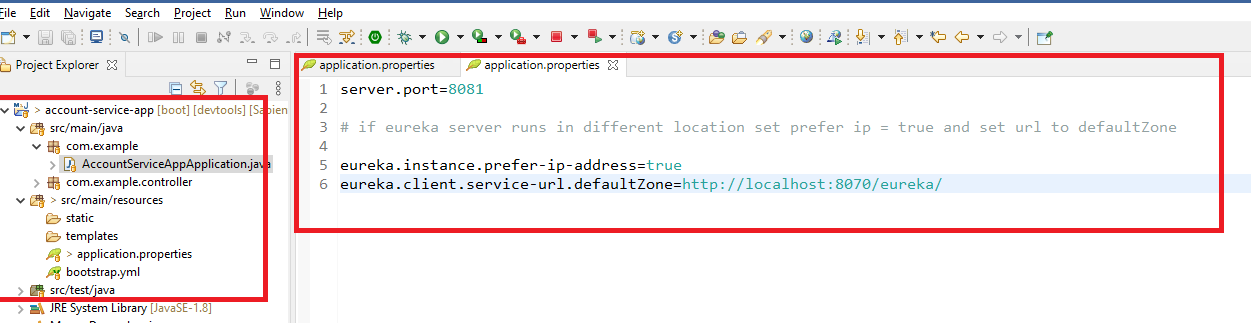 File Edit Navigate Search Project Run Window Help
Project Explorer
account-service-app [boot] [devtools] [Sapien
src/main/java
com.example
AccountServiceAppApplication.java
com.example.controller
> src/main/resources
static
templates
> application.properties
bootstrap.yml
src/test/java
JRE System Library [JavaSE-1.8]
application.properties application.properties
1 server.port=8081
2
3 # if eureka server runs in different location set prefer ip = true and set url to defaultZone
4
5 eureka.instance.prefer-ip-address=true
6 eureka.client.service-url.defaultZone=http://localhost:8070/eureka/